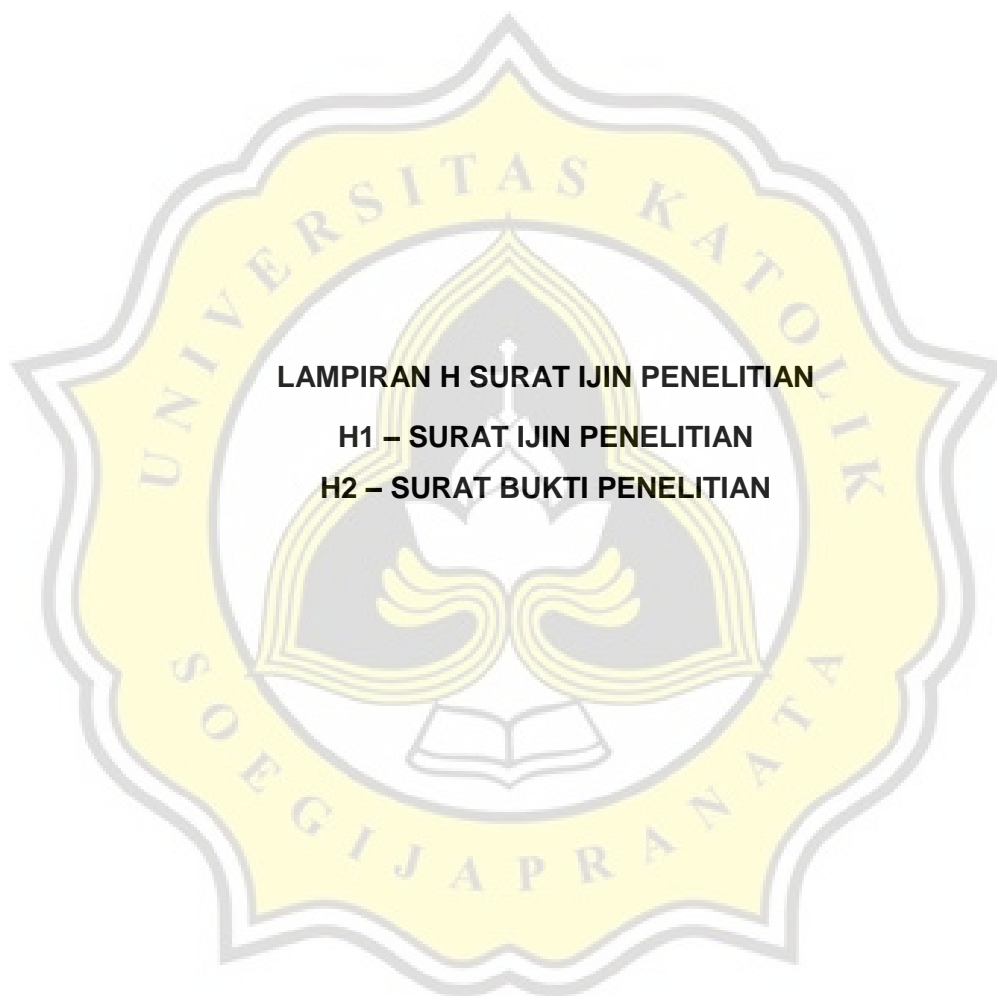 UNIVERSITAS KATOLIK
LAMPIRAN H SURAT IJIN PENELITIAN
H1 – SURAT IJIN PENELITIAN
H2 – SURAT BUKTI PENELITIAN
SOEGIJAPRANATA